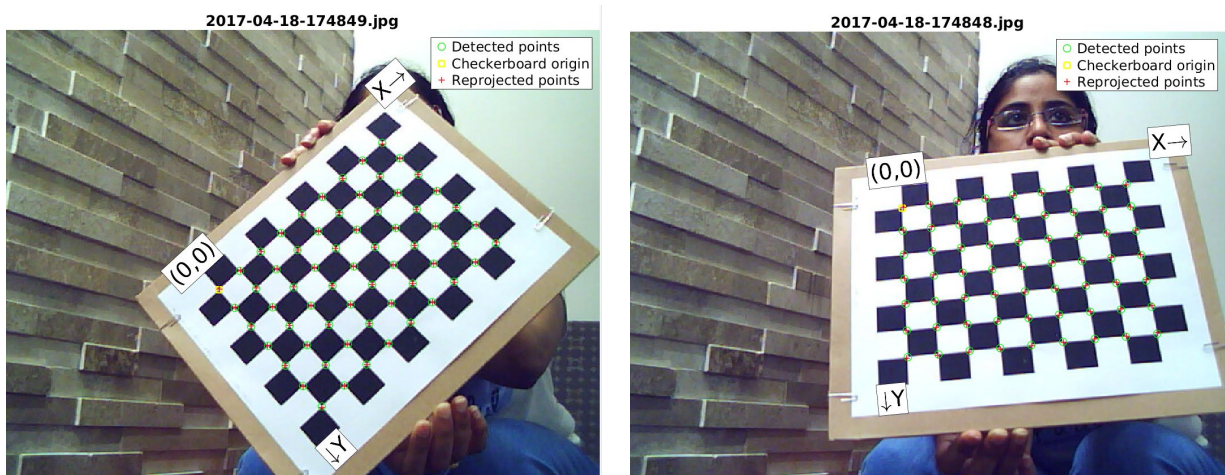 2017-04-18-174849.jpg
Detected points
Checkerboard origin
Reprojected points
X→
(0,0)
↓Y
2017-04-18-174848.jpg
Detected points
Checkerboard origin
Reprojected points
X→
(0,0)
↓Y